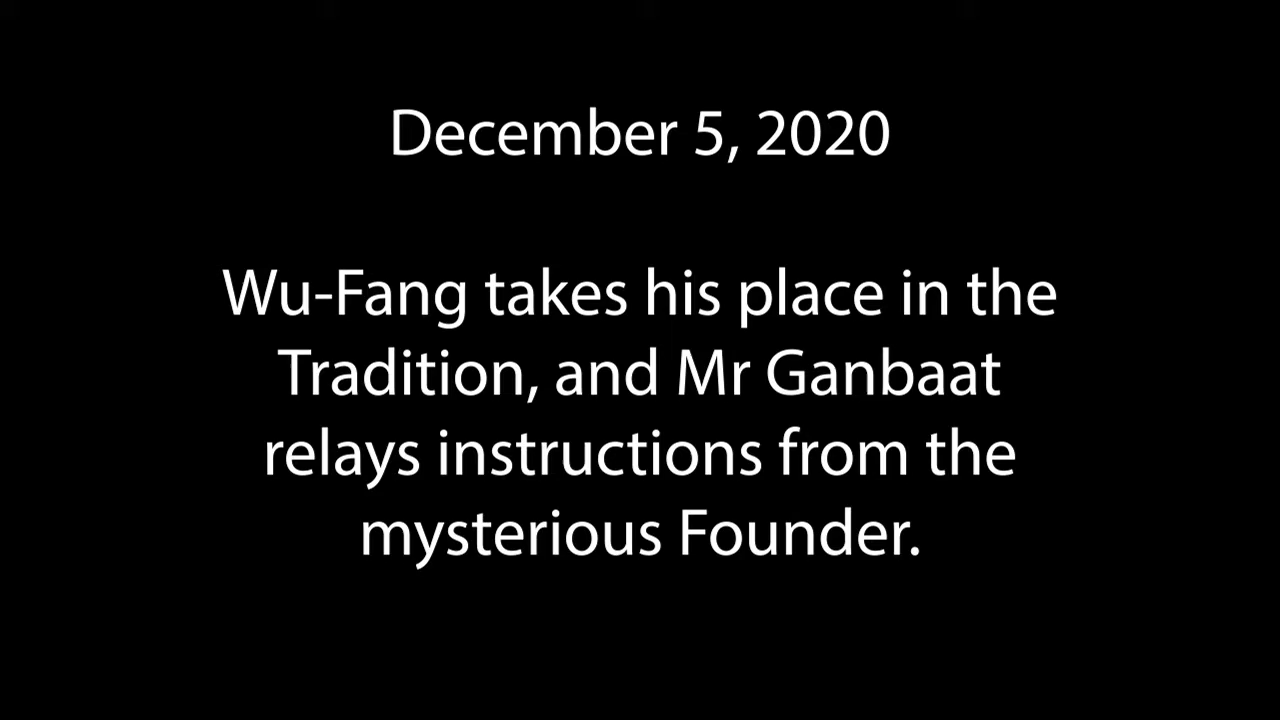 December 5, 2020
Wu-Fang takes his place in the
Tradition, and Mr Ganbaat
relays instructions from the
mysterious Founder.